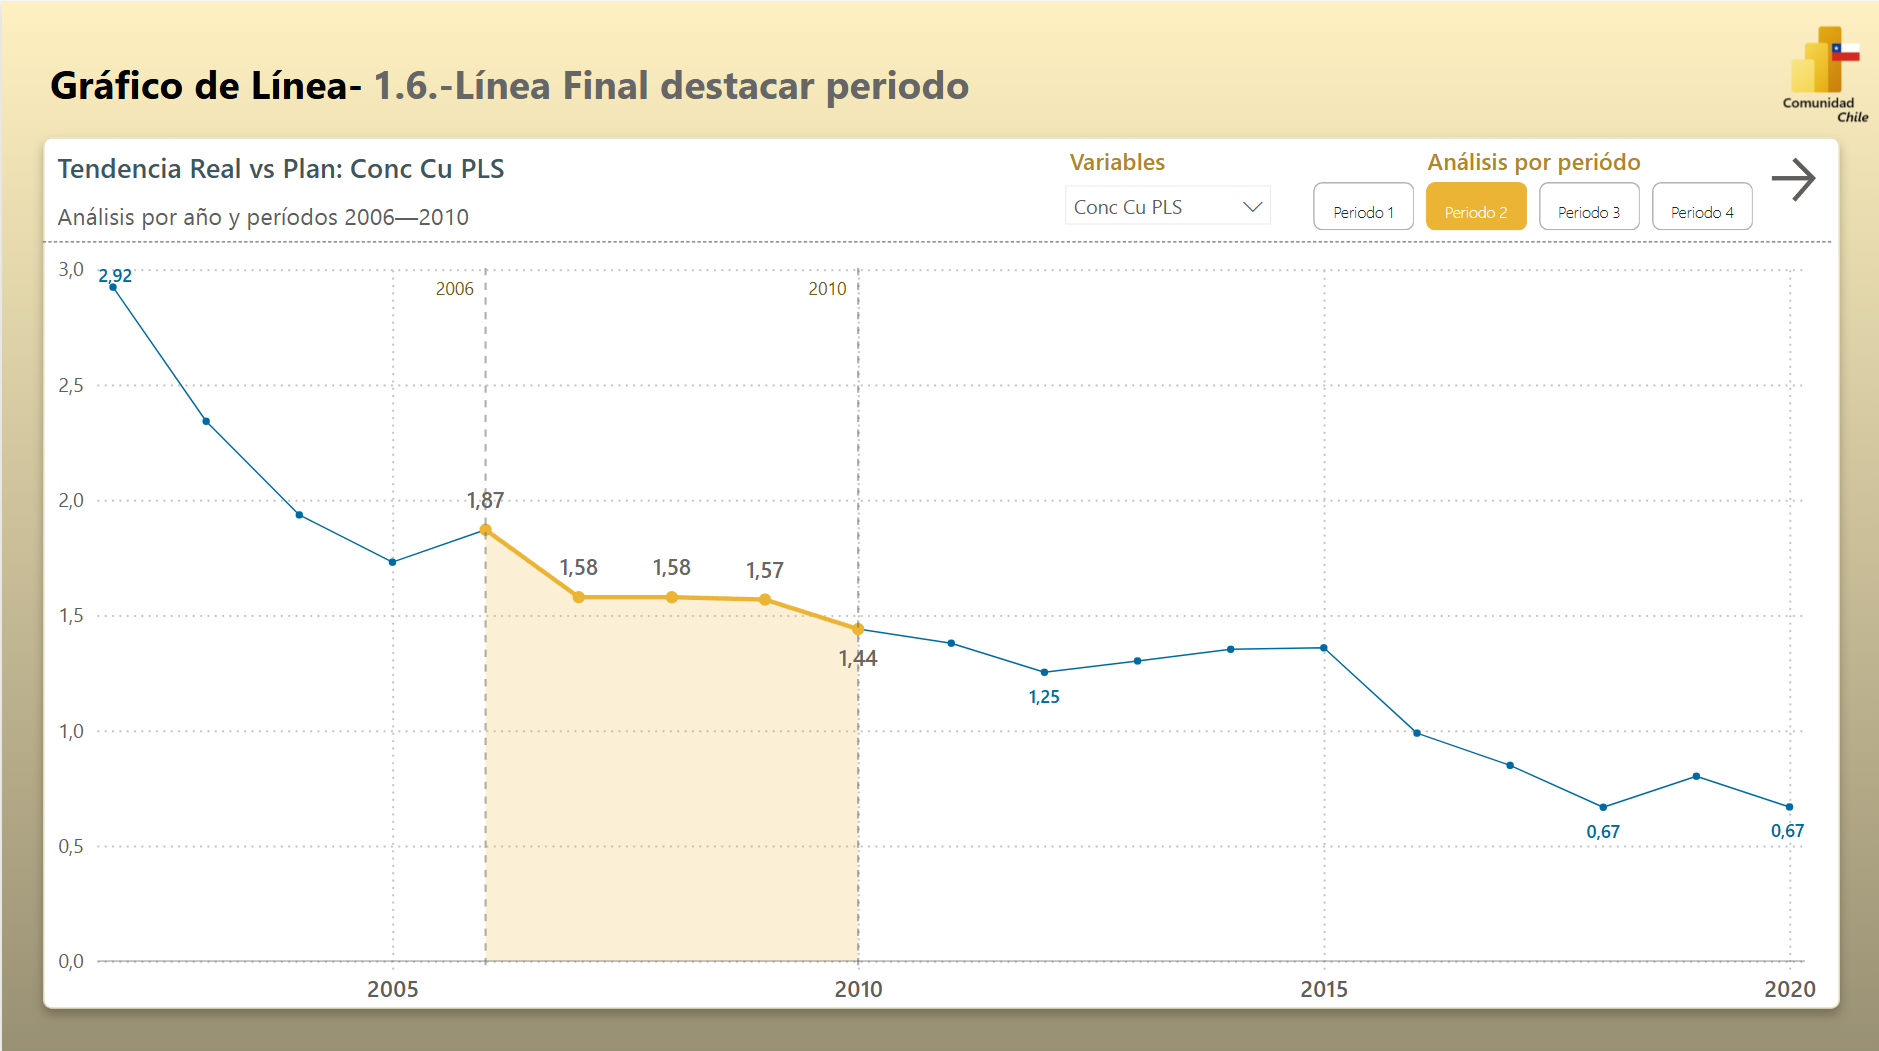 Gráfico de Línea- 1.6.-Línea Final destacar periodo
Comunidad
Chile
Tendencia Real vs Plan: Conc Cu PLS
Análisis por año y períodos 2006—2010
Variables
Conc Cu PLS
Análisis por periódo
Periodo 1
Periodo 2
Periodo 3
Periodo 4
3,0
2,5
2,0
1,5
1,0
0,5
0,0
2,92
2006
2010
1,87
1,58
1,58
1,57
1,44
1,25
0,67
0,67
2005
2010
2015
2020